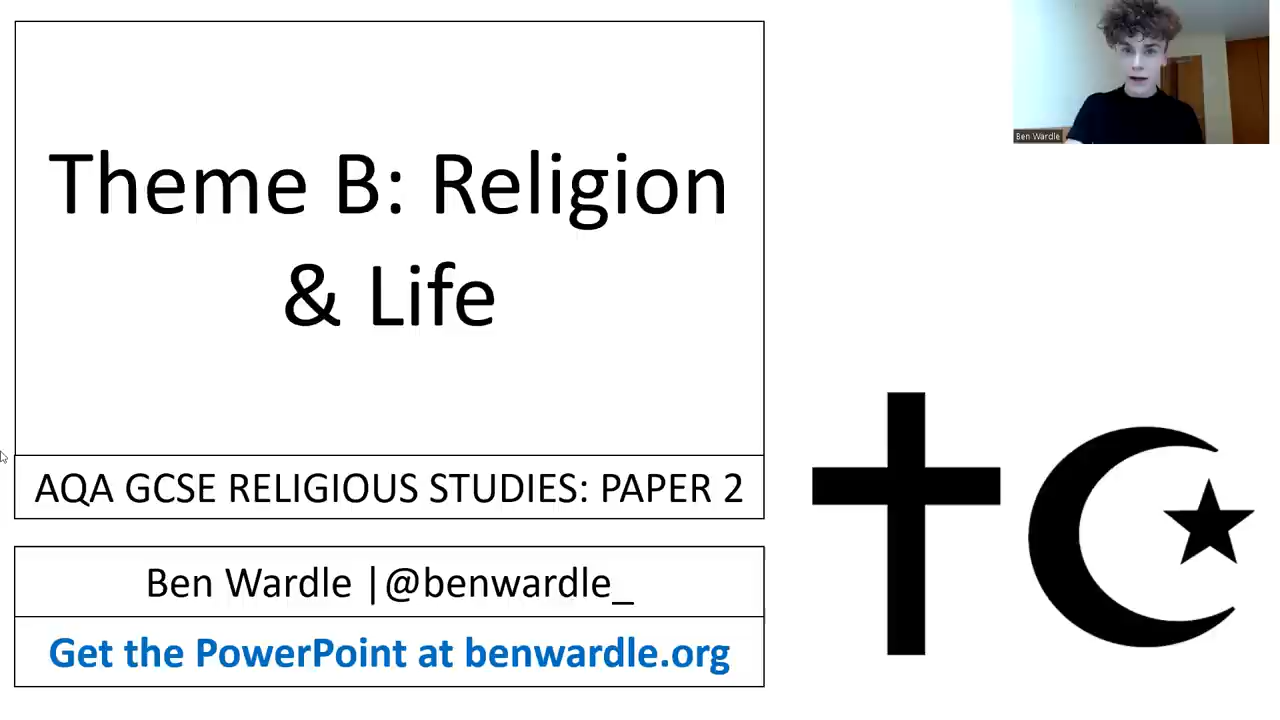 Theme B: Religion
& Life
AQA GCSE RELIGIOUS STUDIES: PAPER 2
Ben Wardle |@benwardle_
Get the PowerPoint at benwardle.org
Ben Wardle